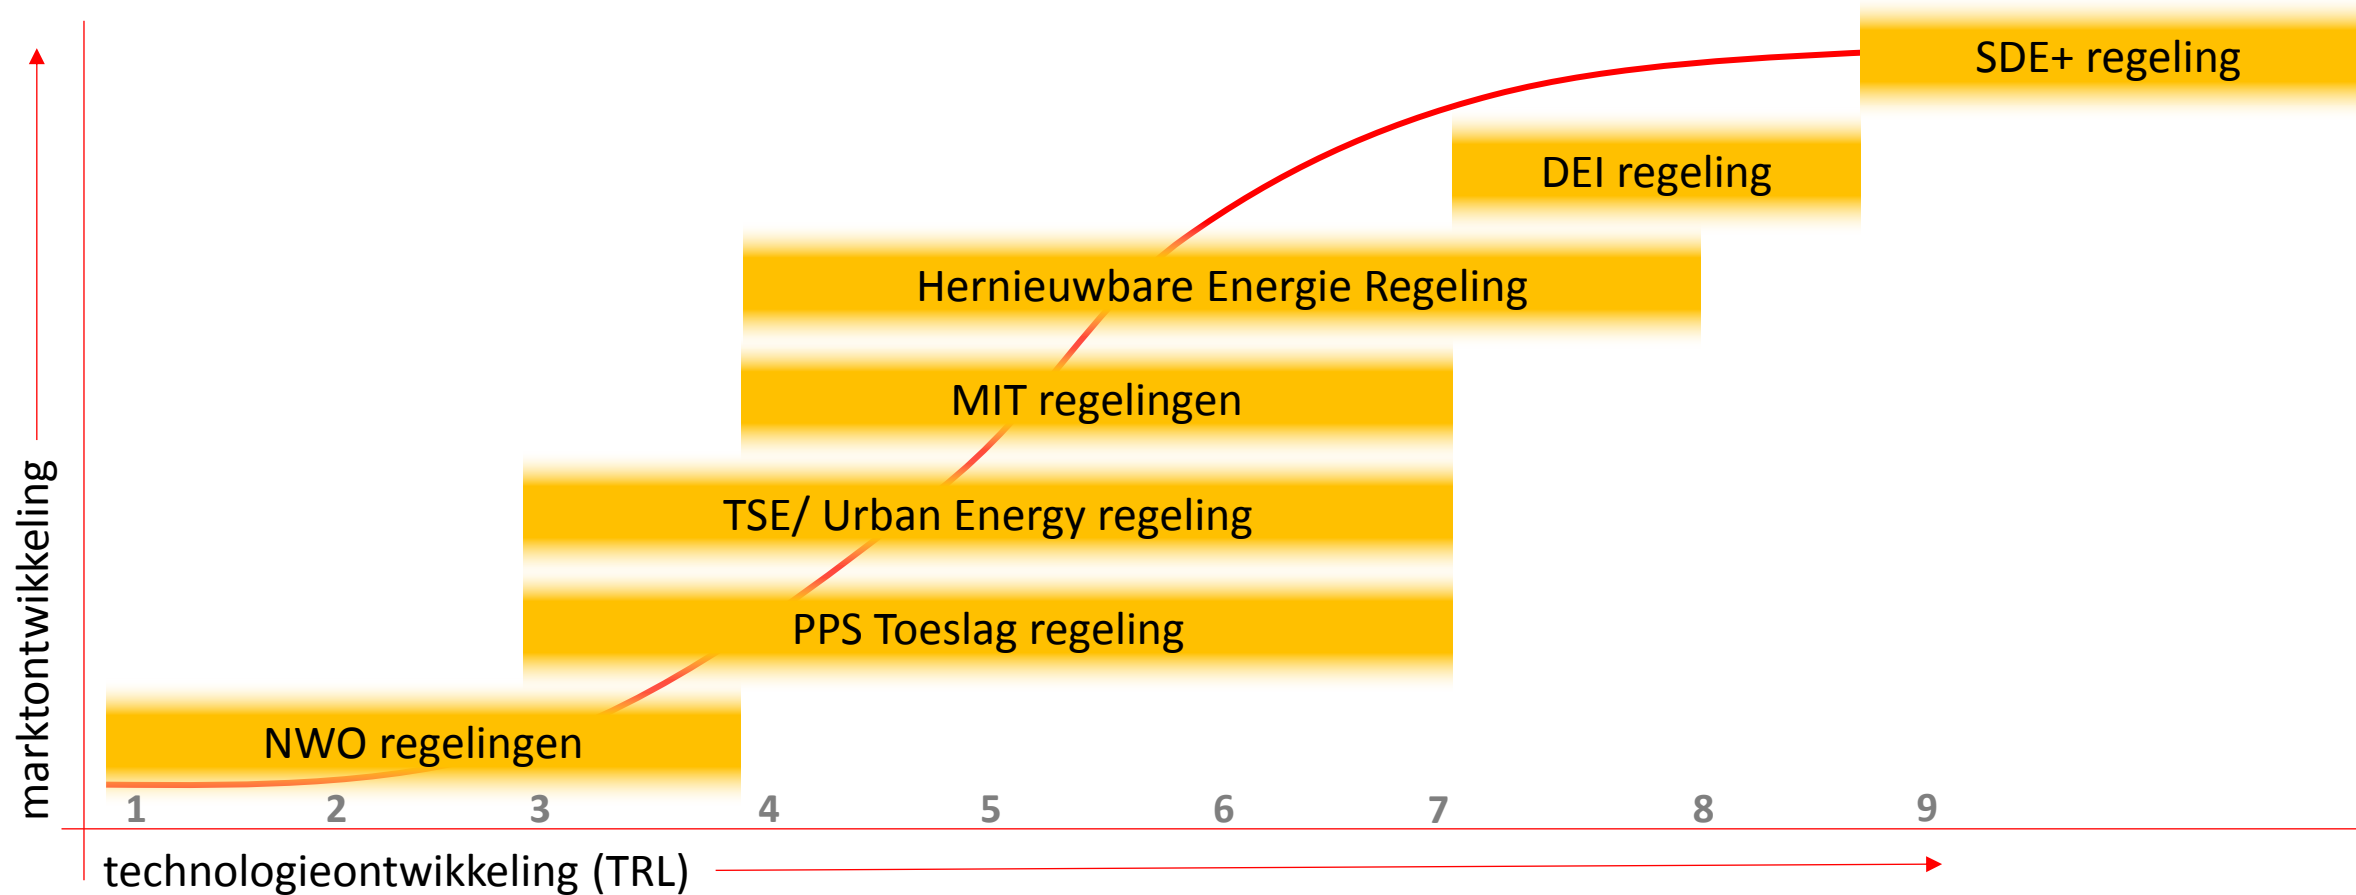 SDE+ regeling
DEI regeling
Hernieuwbare Energie Regeling
MIT regelingen
TSE/ Urban Energy regeling
PPS Toeslag regeling
NWO regelingen
marktontwikkeling
1 2 3 4 5 6 7 8 9
technologieontwikkeling (TRL)